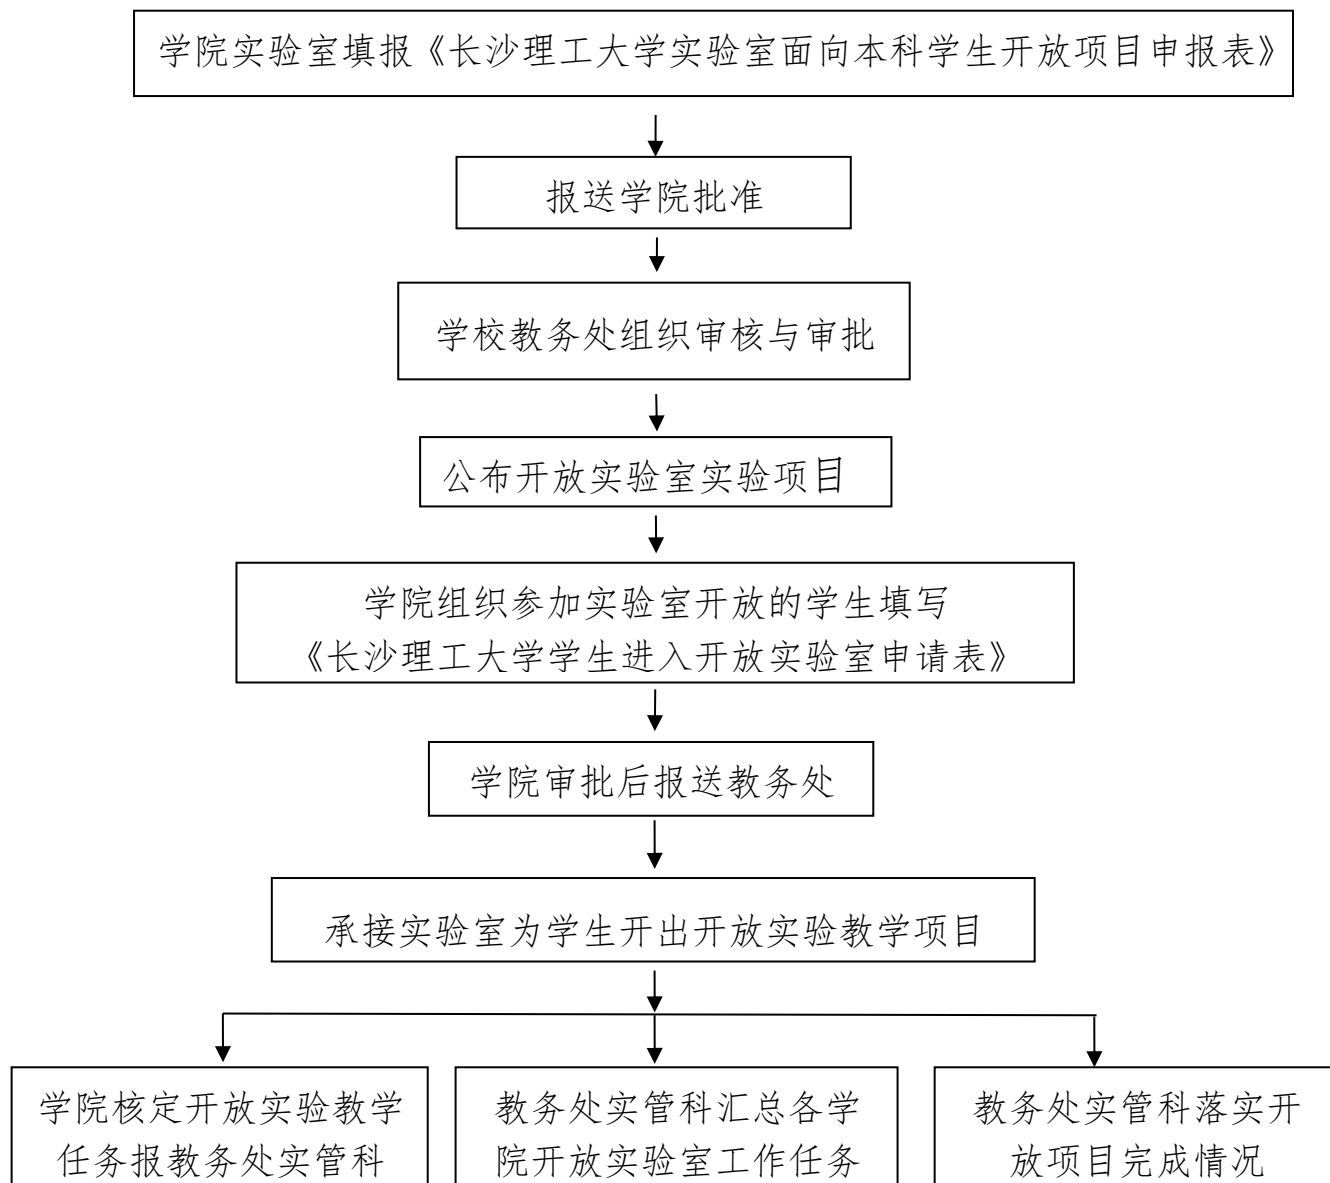 学院实验室填报《长沙理工大学实验室面向本科学生开放项目申报表》
报送学院批准
学校教务处组织审核与审批
公布开放实验室实验项目
学院组织参加实验室开放的学生填写
《长沙理工大学学生进入开放实验室申请表》
学院审批后报送教务处
承接实验室为学生开出开放实验教学项目
学院核定开放实验教学
任务报教务处实管科
教务处实管科汇总各学
院开放实验室工作任务
教务处实管科落实开
放项目完成情况